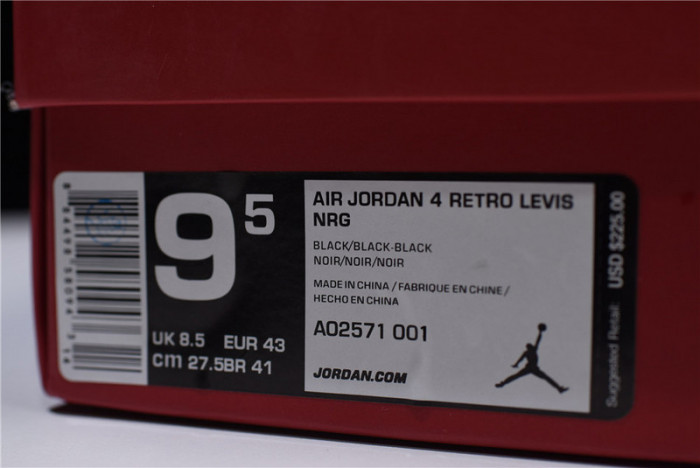 9 5
UK 8.5 EUR 43
cm 27.5BR 41
AIR JORDAN 4 RETRO LEVIS
NRG
BLACK/BLACK-BLACK
NOIR/NOIR/NOIR
MADE IN CHINA / FABRIQUE EN CHINE /
HECHO EN CHINA
AO2571 001
JORDAN.COM
Suggested Retail: USD $225.00